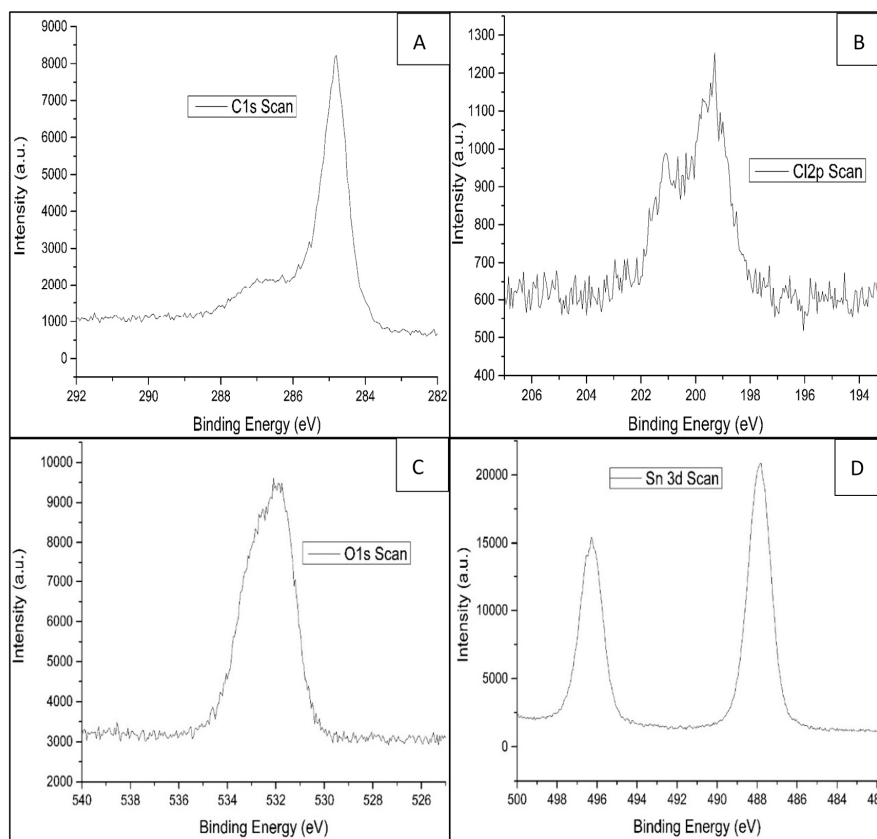 A
9000
8000
7000
6000
5000
4000
3000
2000
1000
0
Intensity (a.u.)
C1s Scan
292 290 288 286 284 282
Binding Energy (eV)
B
1300
1200
1100
1000
900
800
700
600
500
400
Intensity (a.u.)
Cl2p Scan
206 204 202 200 198 196 194
Binding Energy (eV)
C
10000
9000
8000
7000
6000
5000
4000
3000
2000
Intensity (a.u.)
O1s Scan
540 538 536 534 532 530 528 526
Binding Energy (eV)
D
20000
15000
10000
5000
0
Intensity (a.u.)
Sn 3d Scan
500 498 496 494 492 490 488 486 484
Binding Energy (eV)